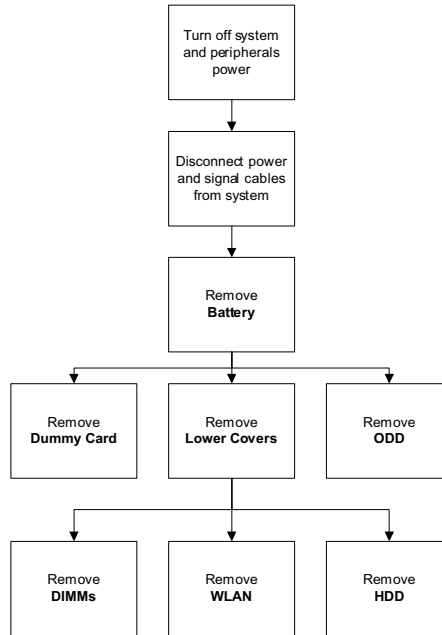 Turn off system
and peripherals
power
Disconnect power
and signal cables
from system
Remove
Battery
Remove
Dummy Card
Remove
Lower Covers
Remove
ODD
Remove
DIMMs
Remove
WLAN
Remove
HDD